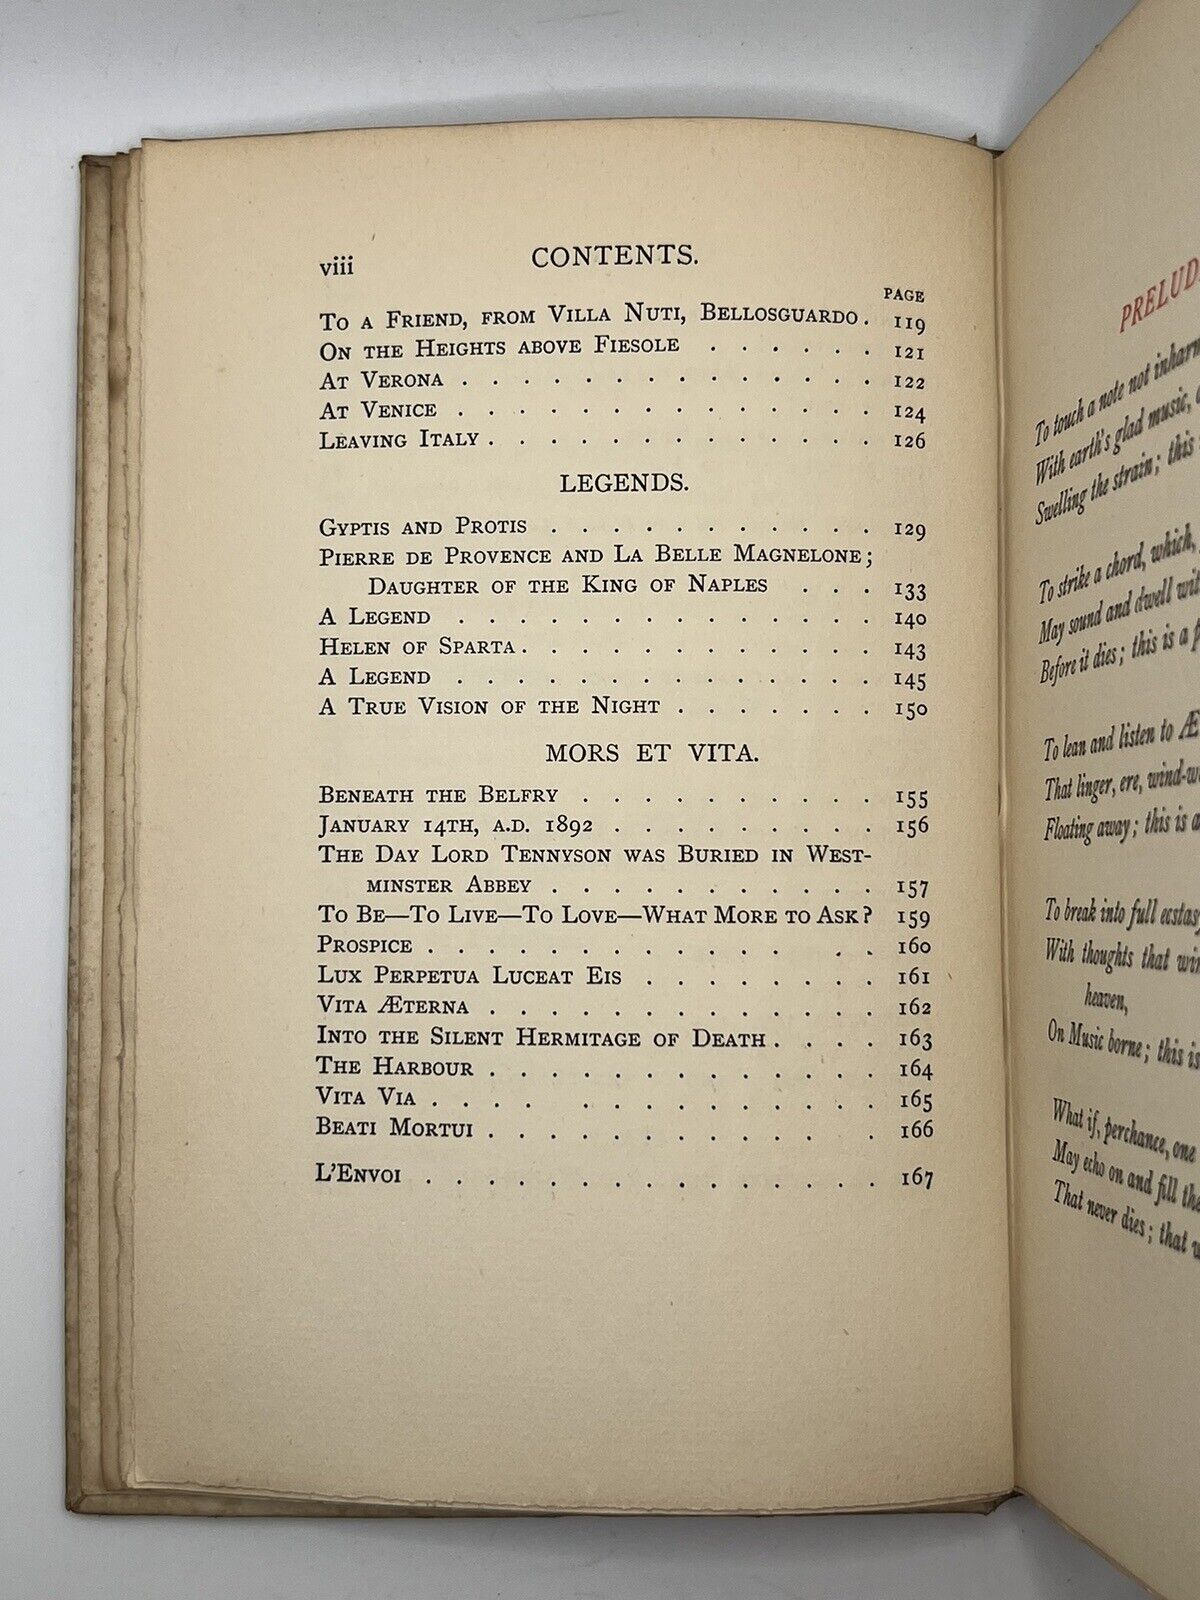 viii CONTENTS.
PAGE
To a Friend, from Villa Nuti, Bellosguardo . 119
On the Heights above Fiesole . . . . . . 121
At Verona . . . . . . . . . . . . . . 122
At Venice . . . . . . . . . . . . . . 124
Leaving Italy . . . . . . . . . . . . . 126
LEGENDS.
Gyptis and Protis . . . . . . . . . . . 129
Pierre de Provence and La Belle Magnelone;
Daughter of the King of Naples . . . 133
A Legend . . . . . . . . . . . . . . 140
Helen of Sparta . . . . . . . . . . . . 143
A Legend . . . . . . . . . . . . . . 145
A True Vision of the Night . . . . . . . 150
MORS ET VITA.
Beneath the Belfry . . . . . . . . . . 155
January 14th, A.D. 1892 . . . . . . . . . 156
The Day Lord Tennyson was Buried in West-
minster Abbey . . . . . . . . . . . 157
To Be—To Live—To Love—What More to Ask? 159
Prospice . . . . . . . . . . . . . 160
Lux Perpetua Luceat Eis . . . . . . . . 161
Vita Æterna . . . . . . . . . . . . . 162
Into the Silent Hermitage of Death . . . . 163
The Harbour . . . . . . . . . . . . . 164
Vita Via . . . . . . . . . . . . . 165
Beati Mortui . . . . . . . . . . . . 166
L'Envoi . . . . . . . . . . . . . . . 167
PRELUD
To touch a note not inharm
With earth's glad music,
Swelling the strain; this
To strike a chord, which,
May sound and dwell wit
Before it dies; this is a
To lean and listen to Æ
That linger, ere, wind-w
Floating away; this is a
To break into full ecstasy
With thoughts that win
heaven,
On Music borne; this is
What if, perchance, one
May echo on and fill the
That never dies; that w